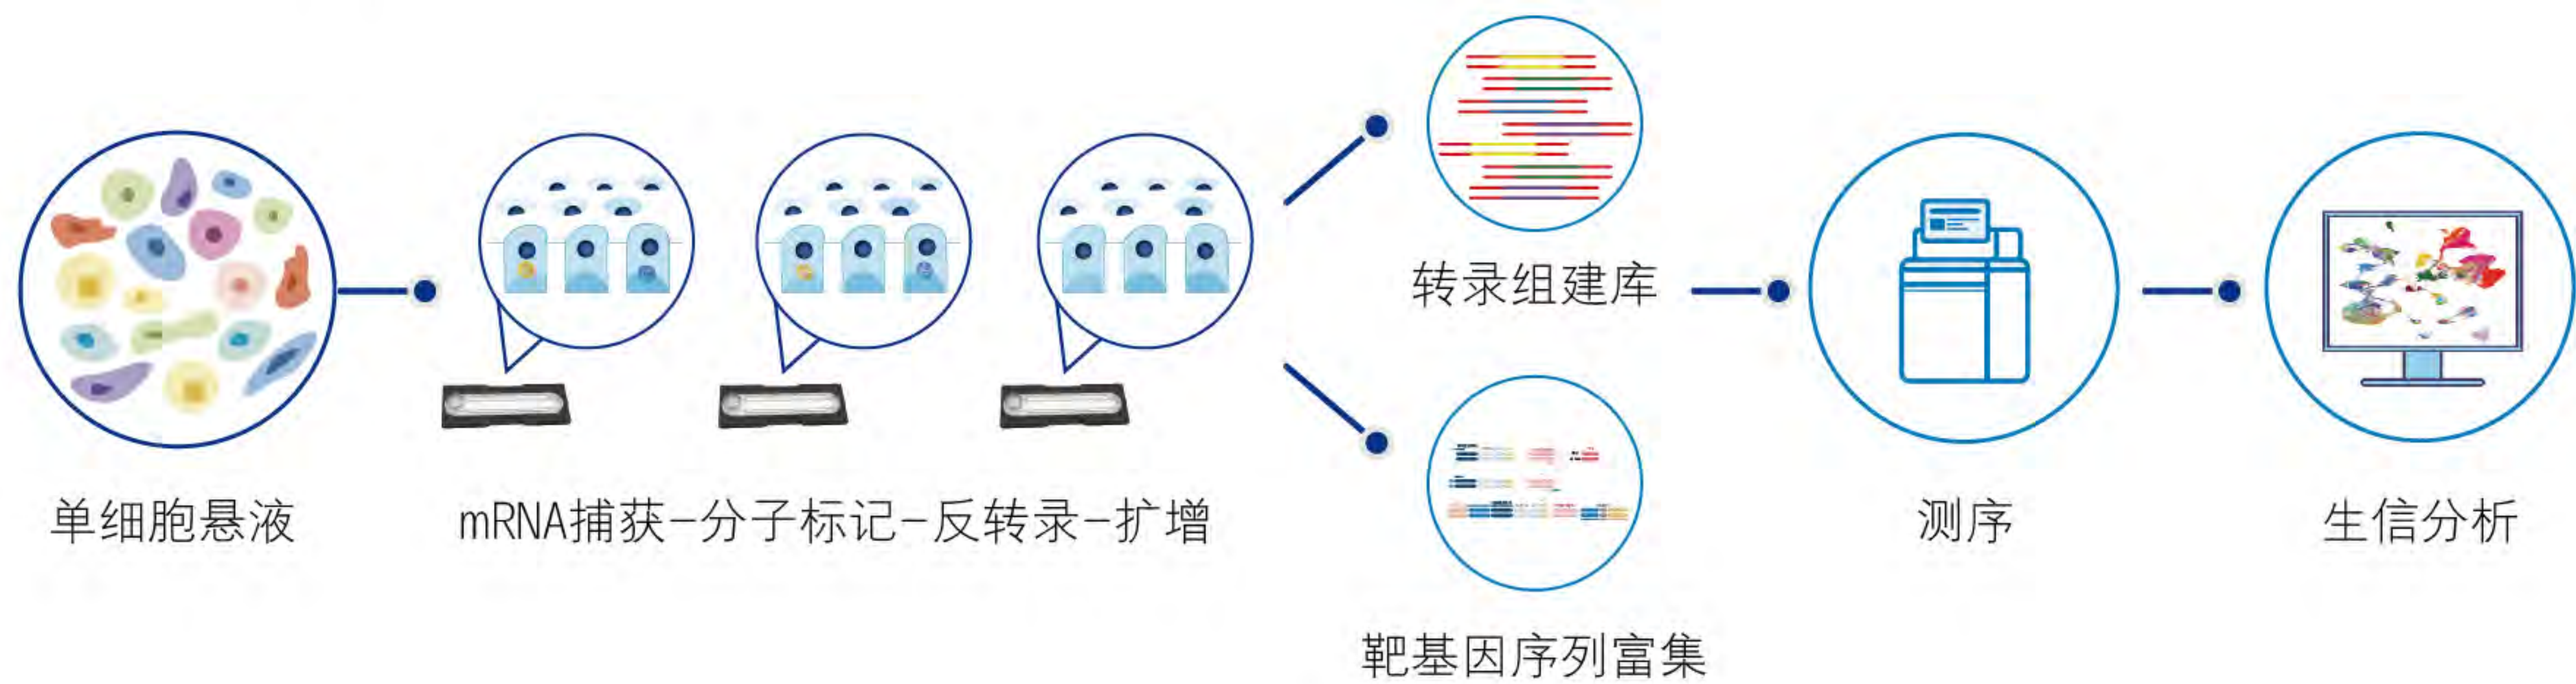 单细胞悬液
mRNA捕获-分子标记-反转录-扩增
转录组建库
靶基因序列富集
测序
生信分析